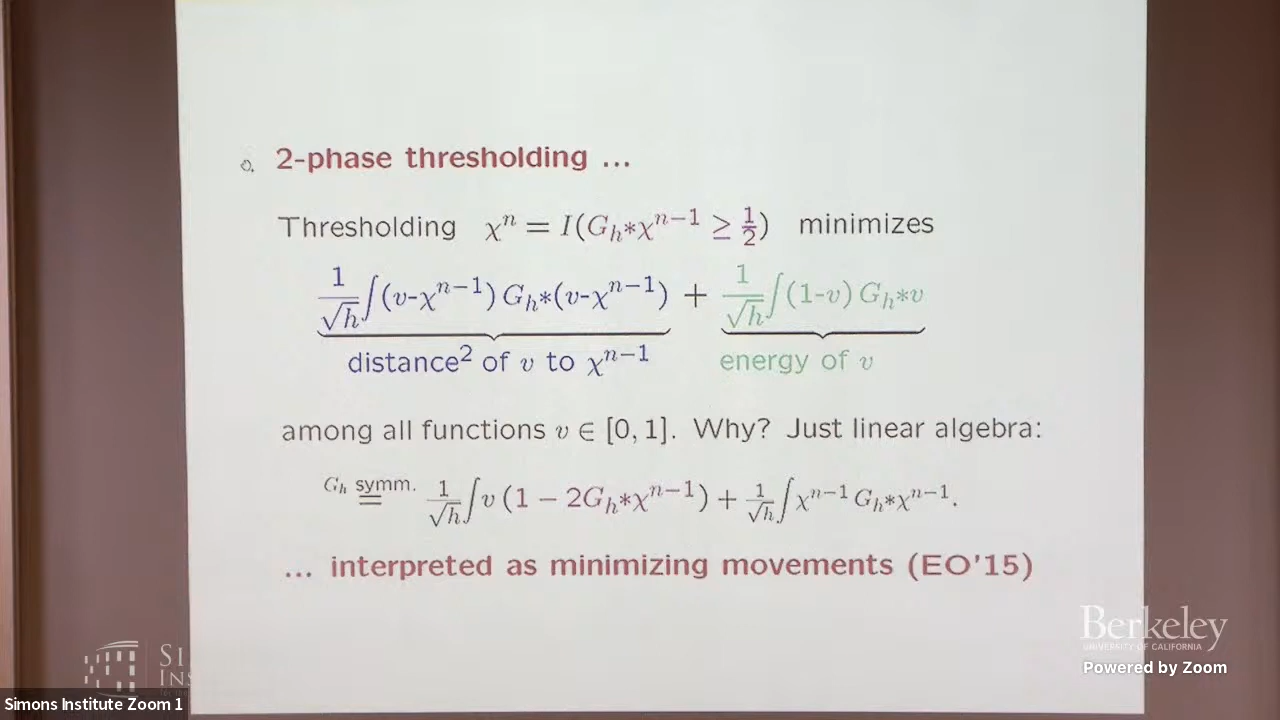 2-phase thresholding ...
Thresholding χⁿ = I(G_h*χⁿ⁻¹ ≥ 1/2) minimizes
1/√h ∫(v-χⁿ⁻¹) G_h*(v-χⁿ⁻¹) + 1/√h ∫(1-v) G_h*v
distance² of v to χⁿ⁻¹ energy of v
among all functions v ∈ [0, 1]. Why? Just linear algebra:
G_h symm. = 1/√h ∫v (1 − 2G_h*χⁿ⁻¹) + 1/√h ∫χⁿ⁻¹ G_h*χⁿ⁻¹.
... interpreted as minimizing movements (EO'15)
Berkeley
UNIVERSITY OF CALIFORNIA
Powered by Zoom
Simons Institute Zoom 1